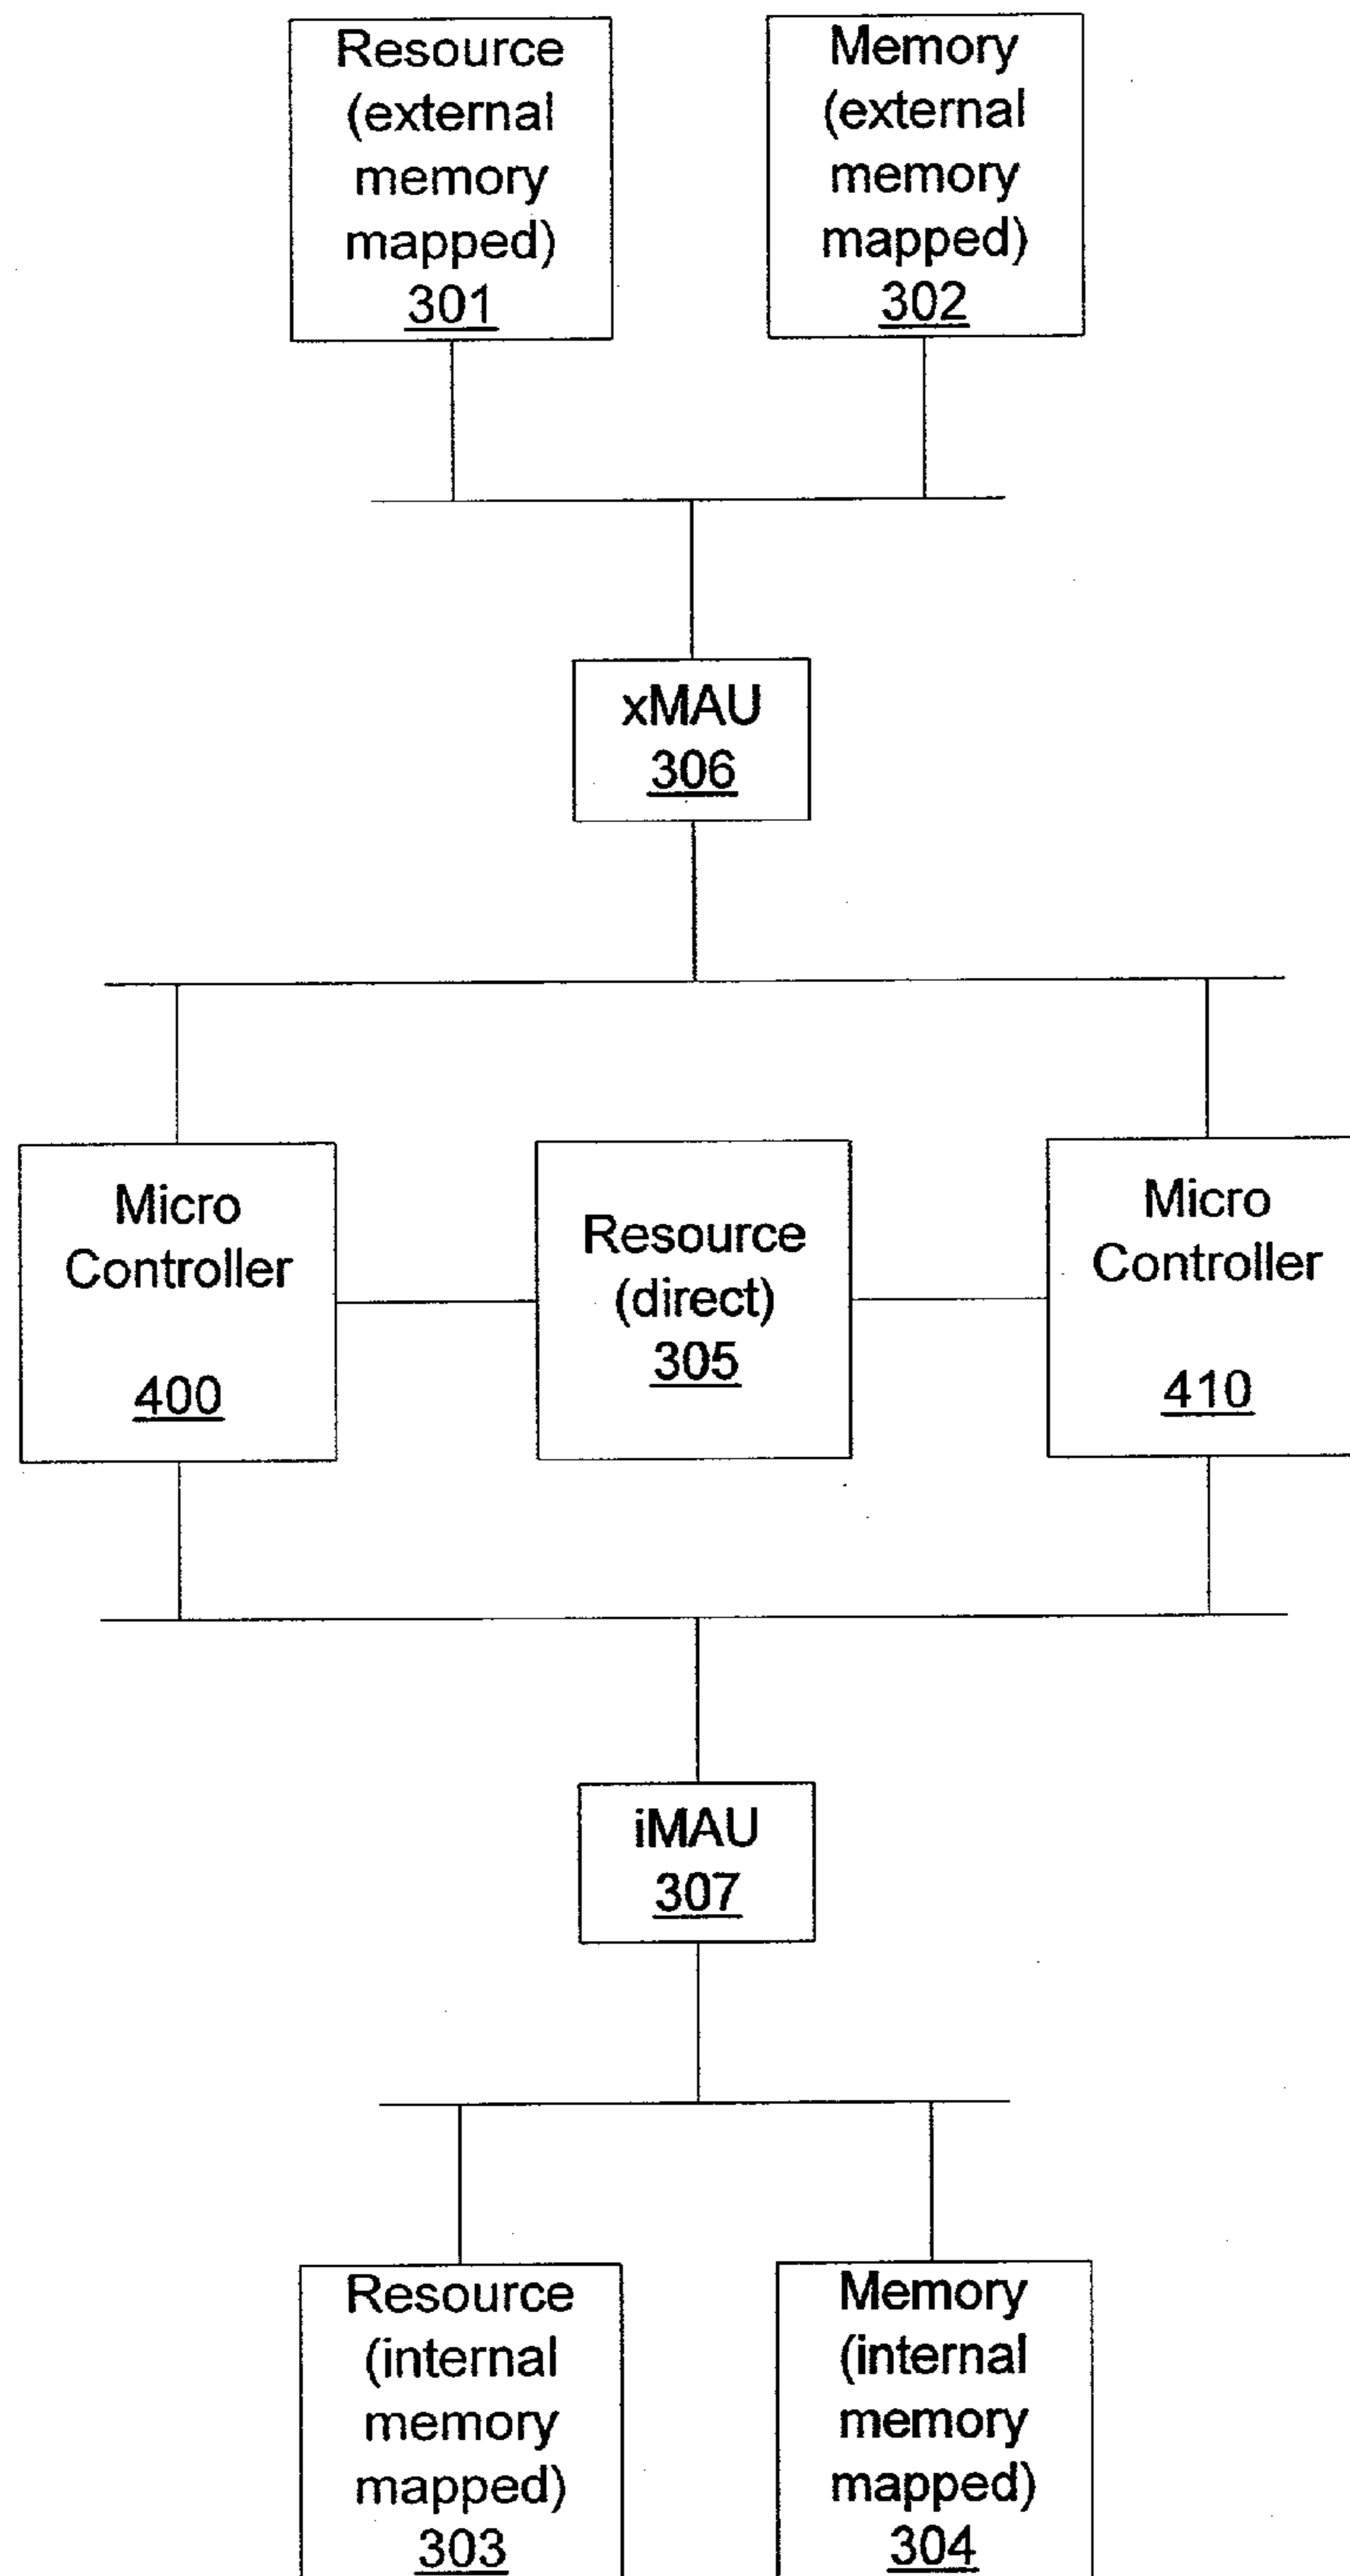 Resource
(external
memory
mapped)
301
Memory
(external
memory
mapped)
302
xMAU
306
Micro
Controller
400
Resource
(direct)
305
Micro
Controller
410
iMAU
307
Resource
(internal
memory
mapped)
303
Memory
(internal
memory
mapped)
304